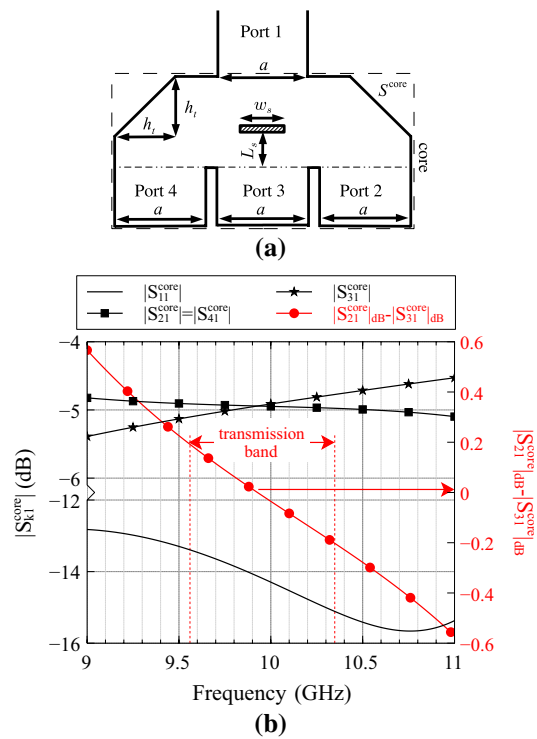 Port 1
a
S^core
h_t
h_t
w_s
L_s
core
Port 4
Port 3
Port 2
a
a
a
(a)
|S_11^core|
|S_31^core|
|S_21^core|=|S_41^core|
|S_21^core|_dB-|S_31^core|_dB
−4
−5
−6
−12
−14
−16
|S_k1^core| (dB)
transmission
band
0.6
0.4
0.2
0
−0.2
−0.4
−0.6
|S_21^core|_dB-|S_31^core|_dB
9
9.5
10
10.5
11
Frequency (GHz)
(b)